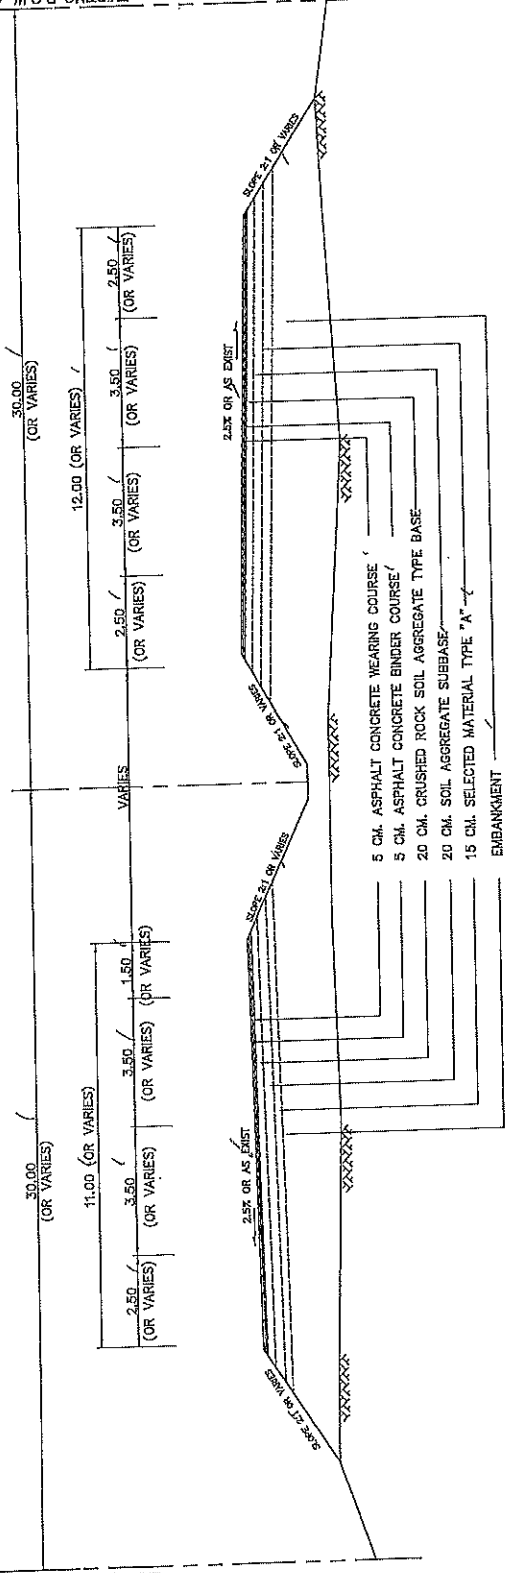 30.00
(OR VARIES)
30.00
(OR VARIES)
11.00 (OR VARIES)
12.00 (OR VARIES)
2.50
(OR VARIES)
3.50
(OR VARIES)
3.50
(OR VARIES)
1.50
(OR VARIES)
VARIES
2.50
(OR VARIES)
3.50
(OR VARIES)
3.50
(OR VARIES)
2.50
(OR VARIES)
SLOPE 2:1 OR VARIES
2.5% OR AS EXIST
SLOPE 2:1 OR VARIES
SLOPE 2:1 OR VARIES
2.5% OR AS EXIST
SLOPE 2:1 OR VARIES
5 CM. ASPHALT CONCRETE WEARING COURSE
5 CM. ASPHALT CONCRETE BINDER COURSE
20 CM. CRUSHED ROCK SOIL AGGREGATE TYPE BASE
20 CM. SOIL AGGREGATE SUBBASE
15 CM. SELECTED MATERIAL TYPE "A"
EMBANKMENT